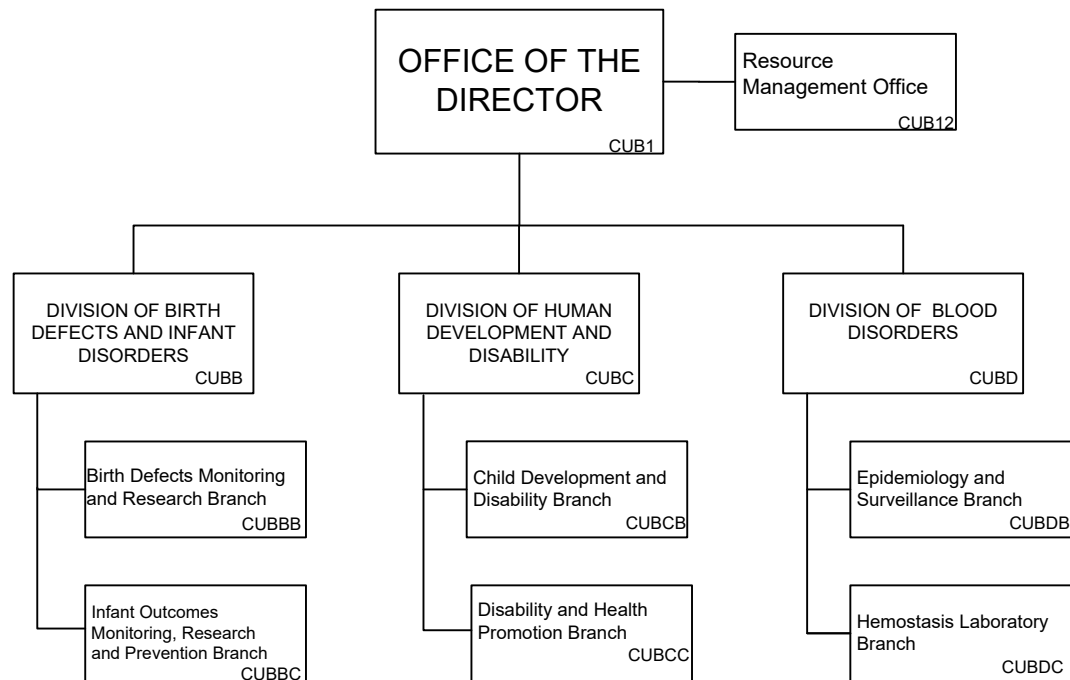 OFFICE OF THE
DIRECTOR
CUB1
Resource
Management Office
CUB12
DIVISION OF BIRTH
DEFECTS AND INFANT
DISORDERS
CUBB
DIVISION OF HUMAN
DEVELOPMENT AND
DISABILITY
CUBC
DIVISION OF BLOOD
DISORDERS
CUBD
Birth Defects Monitoring
and Research Branch
CUBBB
Child Development and
Disability Branch
CUBCB
Epidemiology and
Surveillance Branch
CUBDB
Infant Outcomes
Monitoring, Research
and Prevention Branch
CUBBC
Disability and Health
Promotion Branch
CUBCC
Hemostasis Laboratory
Branch
CUBDC